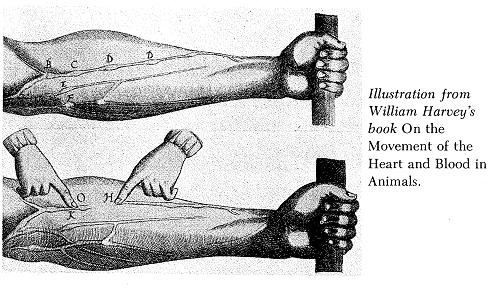 B C D D
E
F
O H
K
Illustration from
William Harvey's
book On the
Movement of the
Heart and Blood in
Animals.